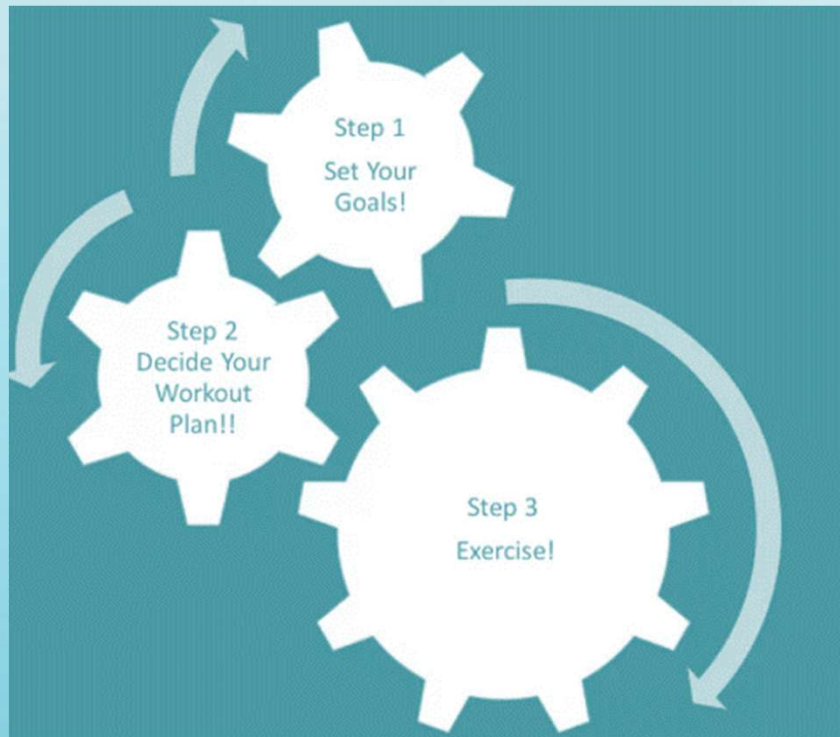 Step 1
Set Your
Goals!
Step 2
Decide Your
Workout
Plan!!
Step 3
Exercise!